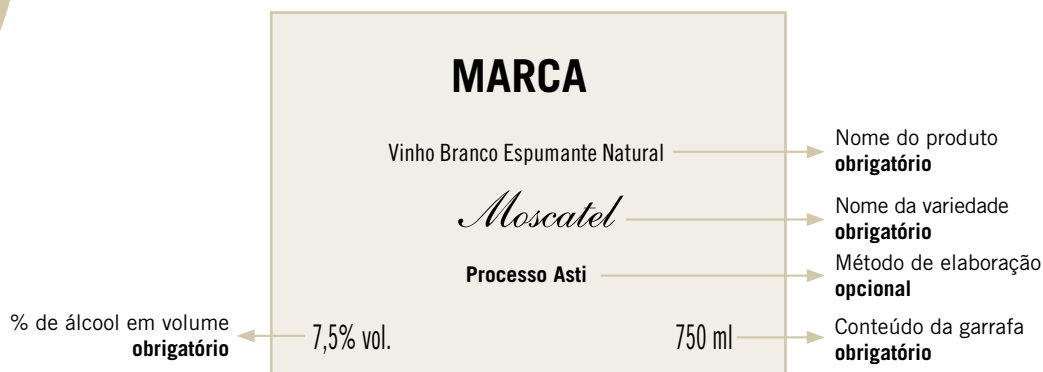 MARCA
Vinho Branco Espumante Natural
Nome do produto
obrigatório
Moscatel
Nome da variedade
obrigatório
Processo Asti
Método de elaboração
opcional
% de álcool em volume
obrigatório
7,5% vol.
750 ml
Conteúdo da garrafa
obrigatório